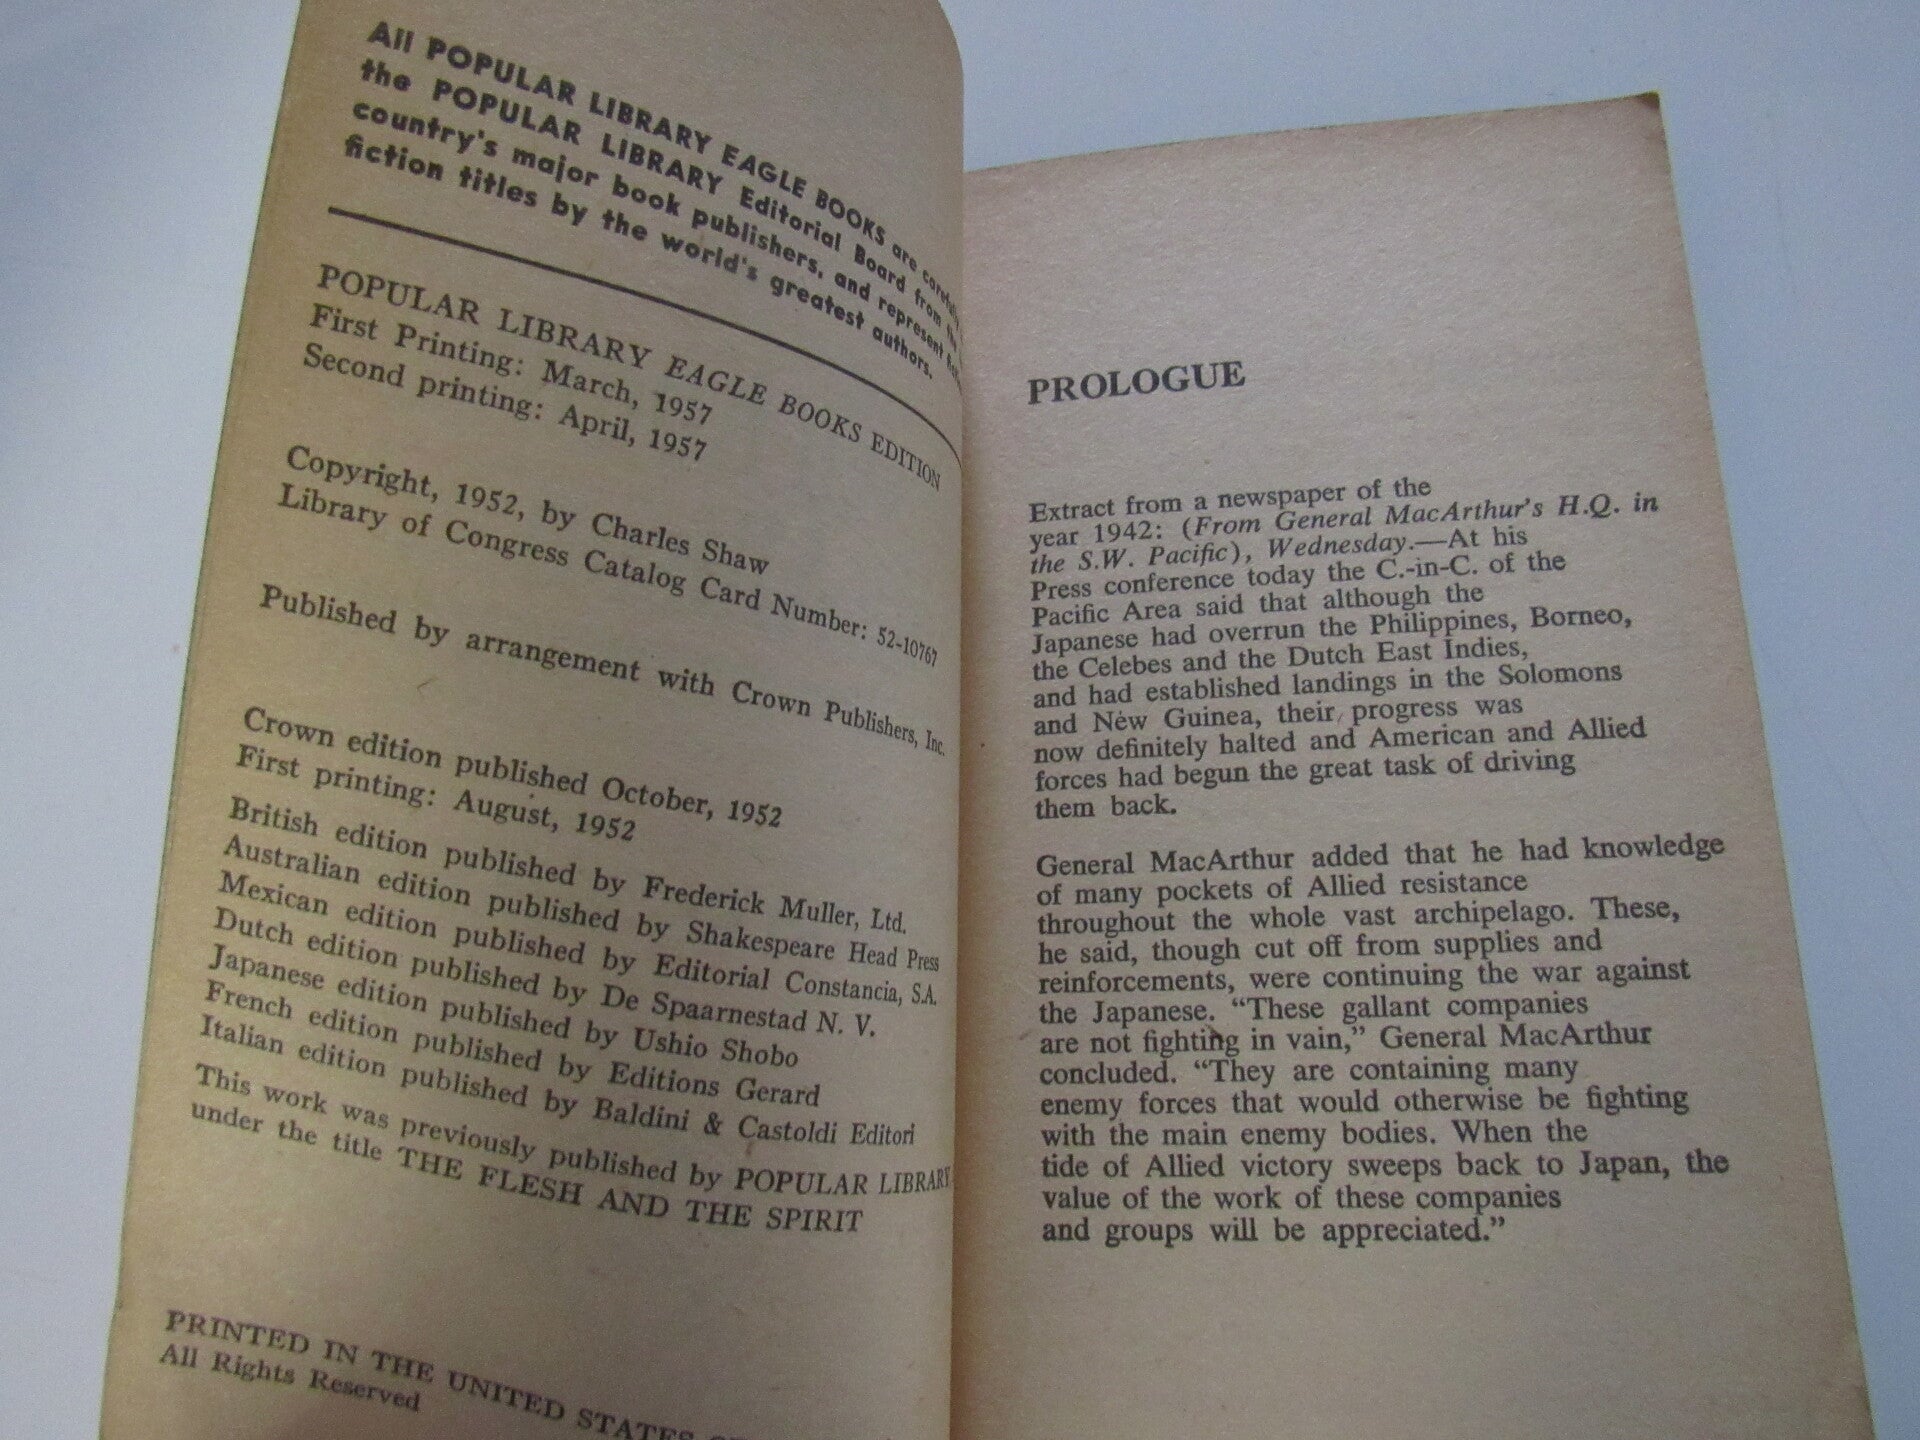 All POPULAR LIBRARY EAGLE BOOKS are carefully
the POPULAR LIBRARY Editorial Board from the
country's major book publishers, and represent
fiction titles by the world's greatest authors.
POPULAR LIBRARY EAGLE BOOKS EDITION
First Printing: March, 1957
Second printing: April, 1957
Copyright, 1952, by Charles Shaw
Library of Congress Catalog Card Number: 52-10767
Published by arrangement with Crown Publishers, Inc.
Crown edition published October, 1952
First printing: August, 1952
British edition published by Frederick Muller, Ltd.
Australian edition published by Shakespeare Head Press
Mexican edition published by Editorial Constancia, S.A.
Dutch edition published by De Spaarnestad N. V.
Japanese edition published by Ushio Shobo
French edition published by Editions Gerard
Italian edition published by Baldini & Castoldi Editori
This work was previously published by POPULAR LIBRARY
under the title THE FLESH AND THE SPIRIT
PRINTED IN THE UNITED STATES
All Rights Reserved
PROLOGUE
Extract from a newspaper of the
year 1942: (From General MacArthur's H.Q. in
the S.W. Pacific), Wednesday.—At his
Press conference today the C.-in-C. of the
Pacific Area said that although the
Japanese had overrun the Philippines, Borneo,
the Celebes and the Dutch East Indies,
and had established landings in the Solomons
and New Guinea, their progress was
now definitely halted and American and Allied
forces had begun the great task of driving
them back.
General MacArthur added that he had knowledge
of many pockets of Allied resistance
throughout the whole vast archipelago. These,
he said, though cut off from supplies and
reinforcements, were continuing the war against
the Japanese. “These gallant companies
are not fighting in vain,” General MacArthur
concluded. “They are containing many
enemy forces that would otherwise be fighting
with the main enemy bodies. When the
tide of Allied victory sweeps back to Japan, the
value of the work of these companies
and groups will be appreciated.”